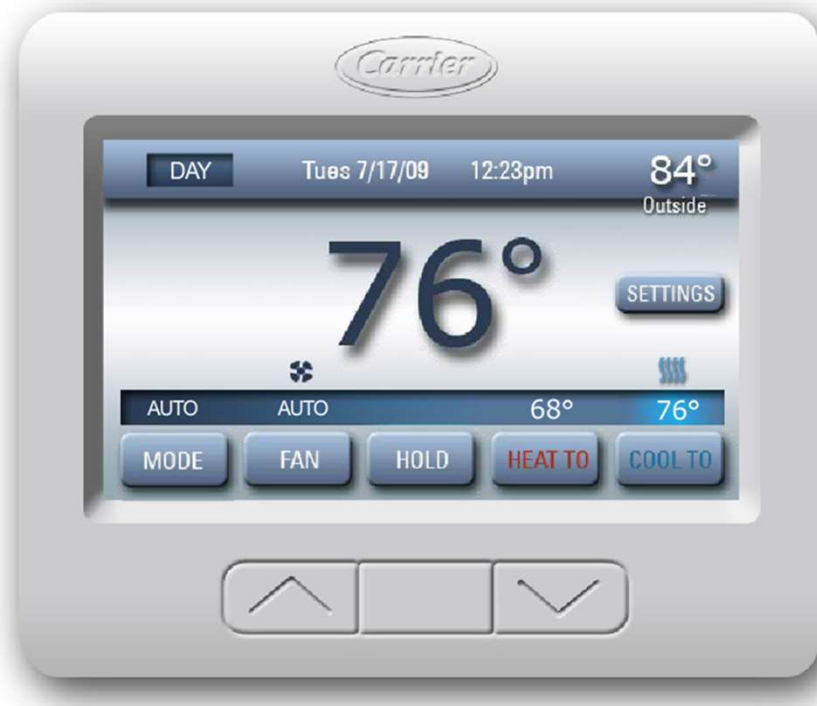 Carrier
DAY Tues 7/17/09 12:23pm 84°
Outside
76°
SETTINGS
AUTO AUTO 68° 76°
MODE FAN HOLD HEAT TO COOL TO